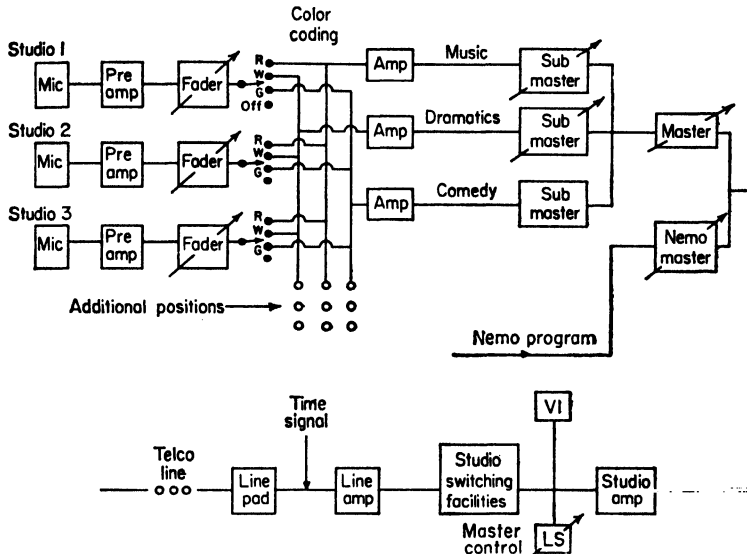 Color
coding
Studio 1
Mic
Pre
amp
Fader
R
W
G
Off
Amp
Music
Sub
master
Studio 2
Mic
Pre
amp
Fader
R
W
G
Amp
Dramatics
Sub
master
Master
Studio 3
Mic
Pre
amp
Fader
R
W
G
Amp
Comedy
Sub
master
Nemo
master
Additional positions
Nemo program
Time
signal
VI
Telco
line
Line
pad
Line
amp
Studio
switching
facilities
Studio
amp
Master
control
LS